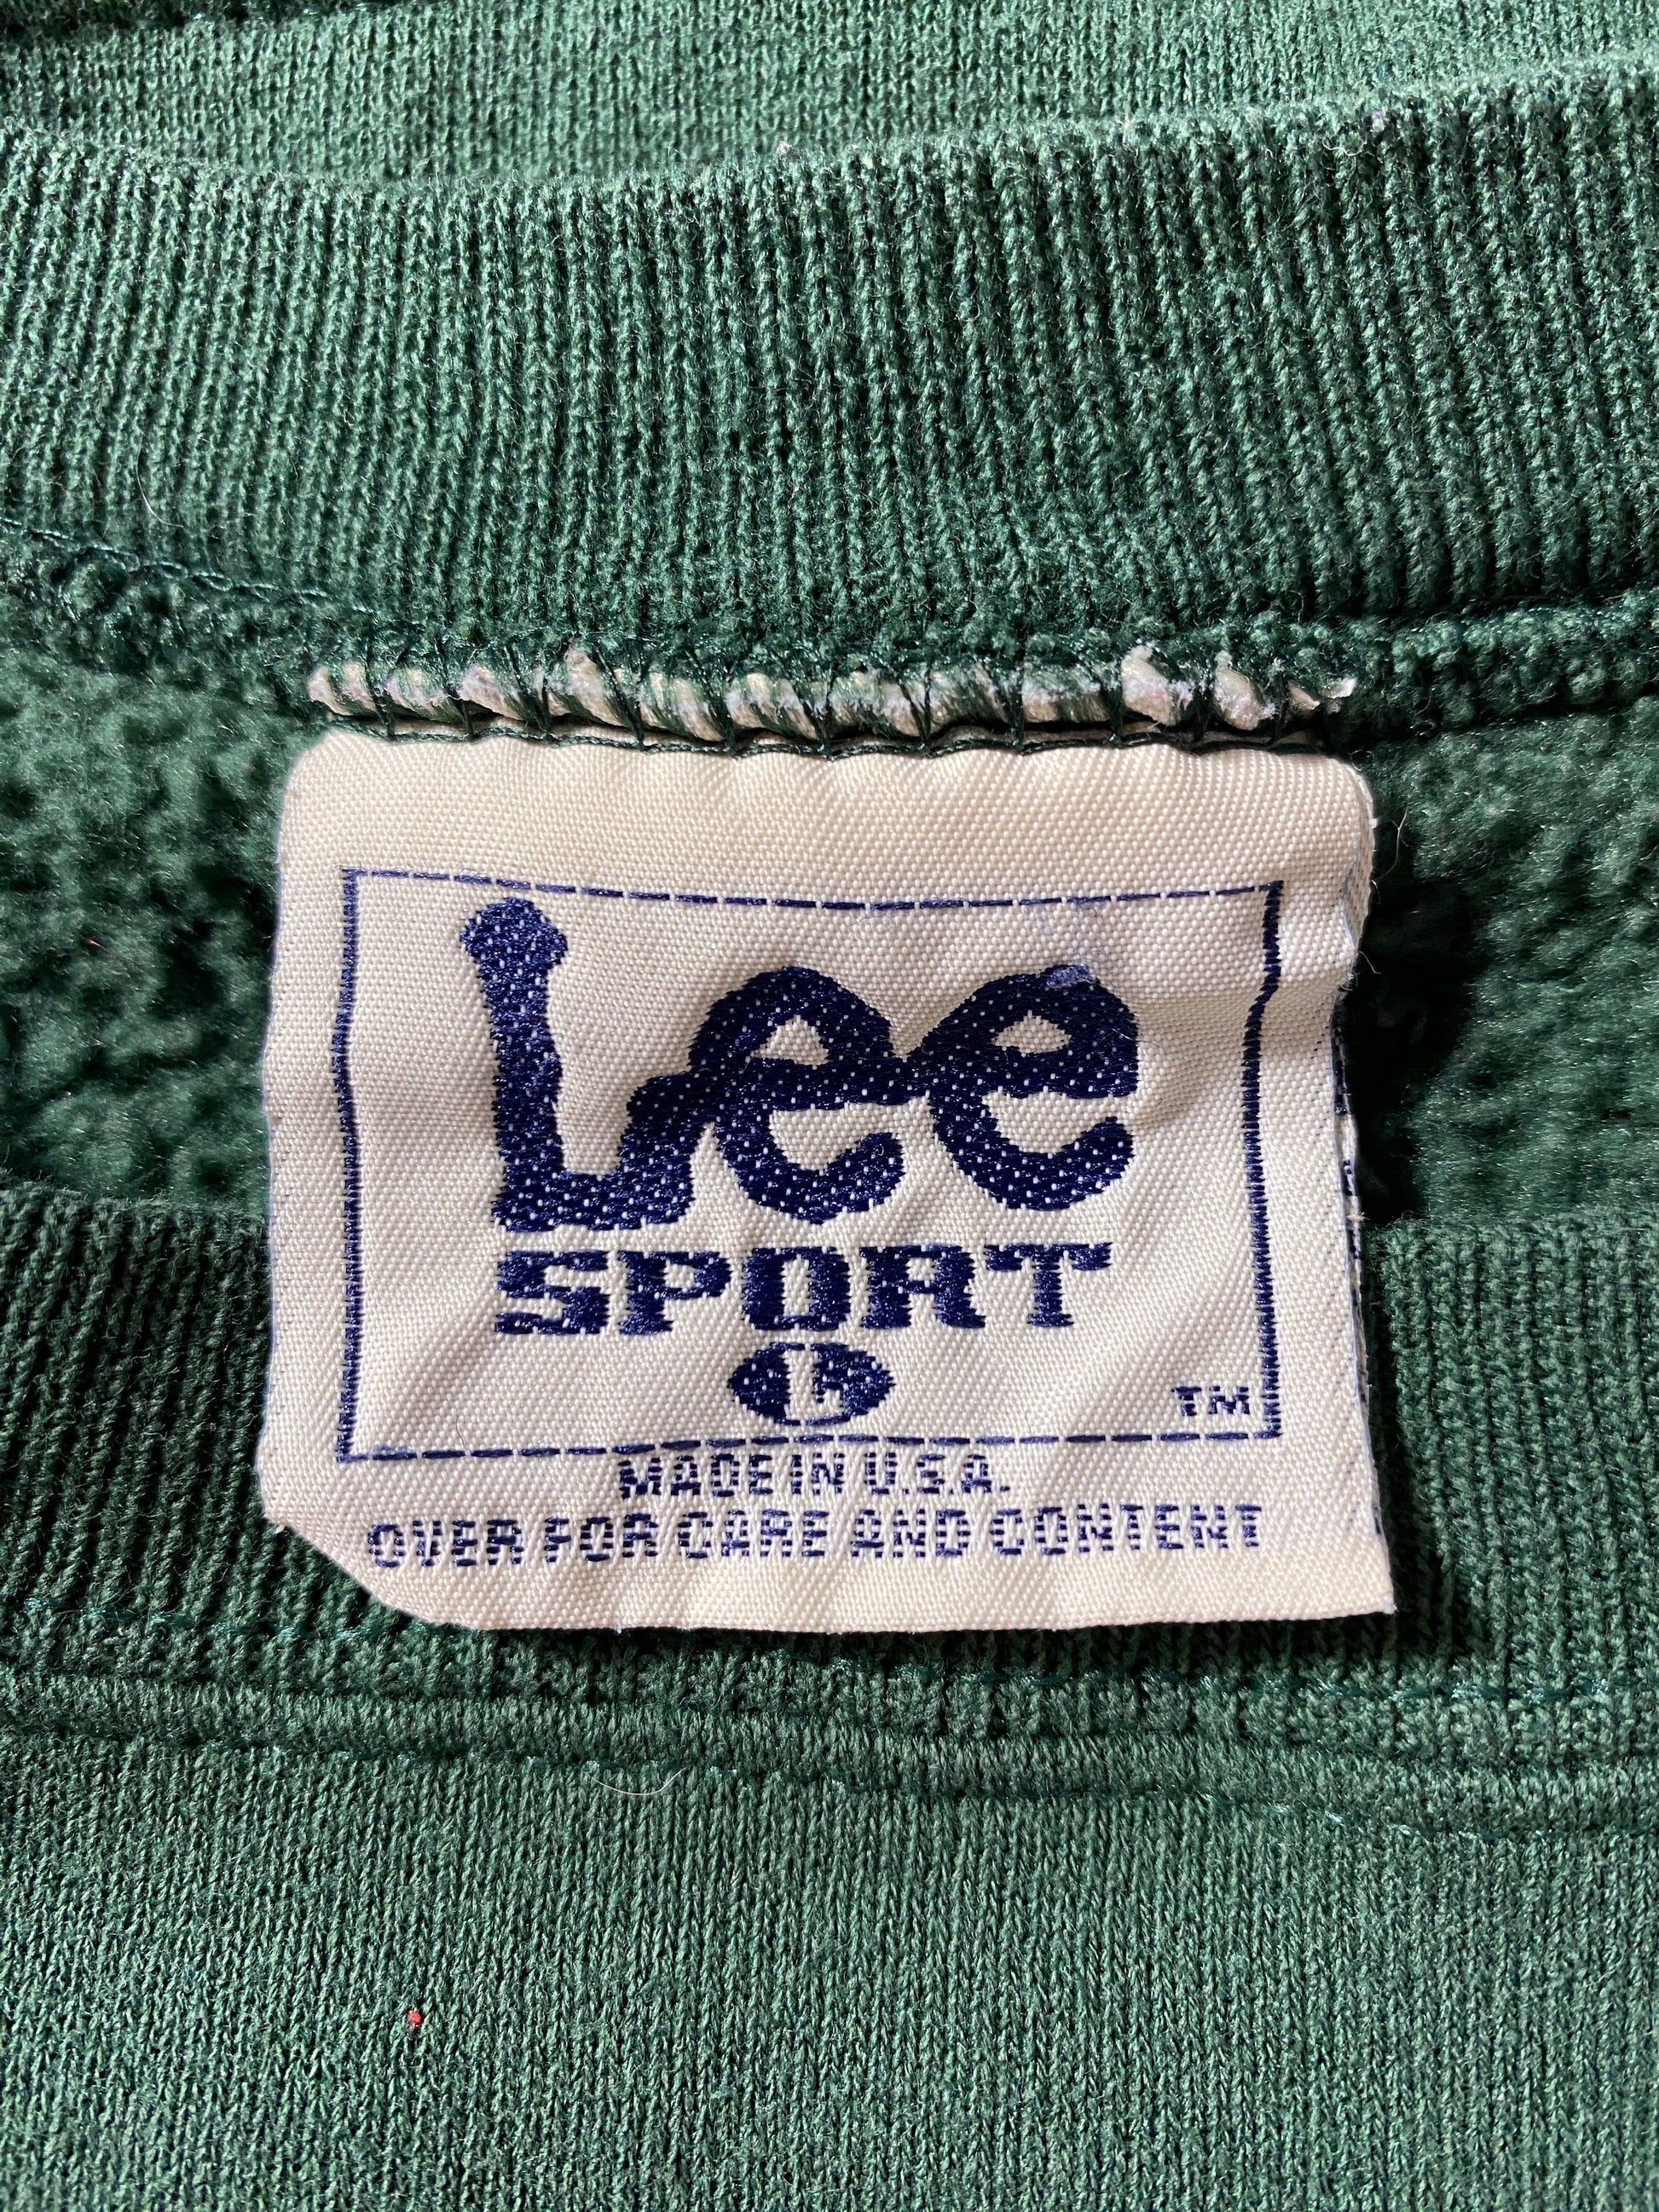 Lee
SPORT
L
TM
MADE IN U.S.A.
OVER FOR CARE AND CONTENT